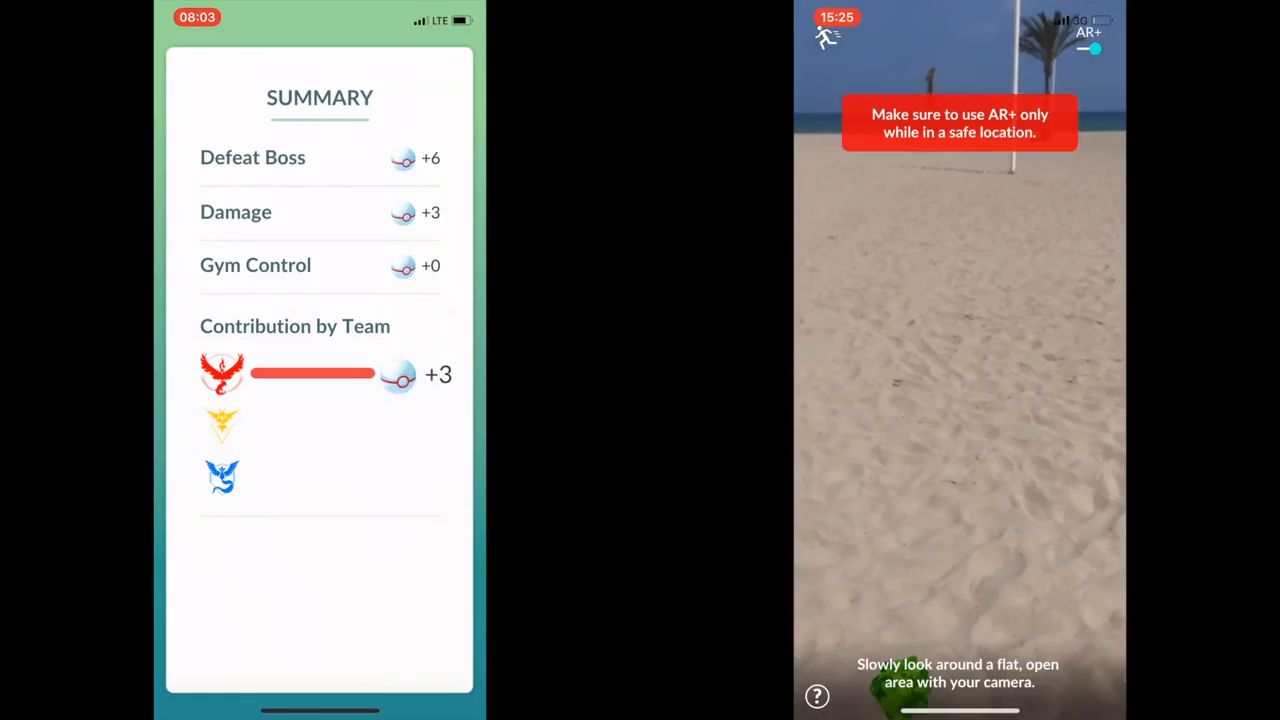 08:03
LTE
SUMMARY
Defeat Boss
+6
Damage
+3
Gym Control
+0
Contribution by Team
+3
15:25
3G
AR+
Make sure to use AR+ only
while in a safe location.
Slowly look around a flat, open
area with your camera.
?